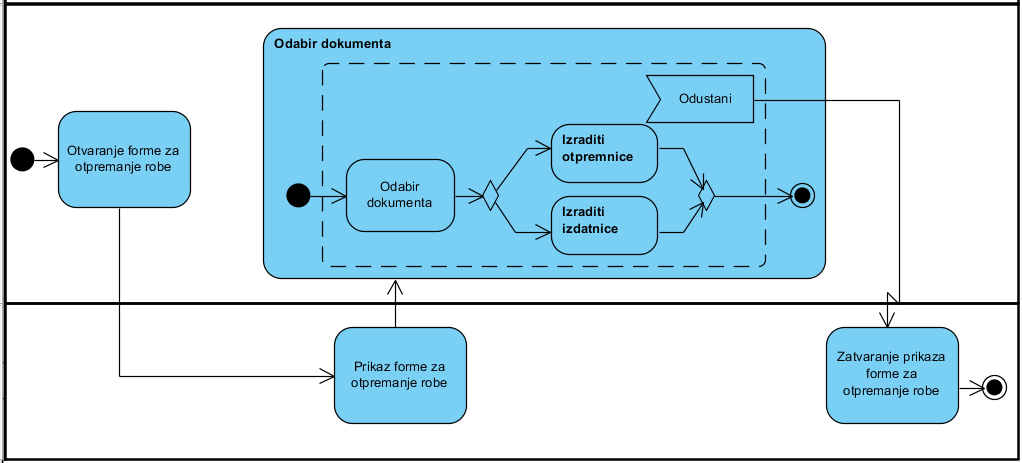 Odabir dokumenta
Odustani
Otvaranje forme za
otpremanje robe
Izraditi
otpremnice
Odabir
dokumenta
Izraditi
izdatnice
Prikaz forme za
otpremanje robe
Zatvaranje prikaza
forme za
otpremanje robe